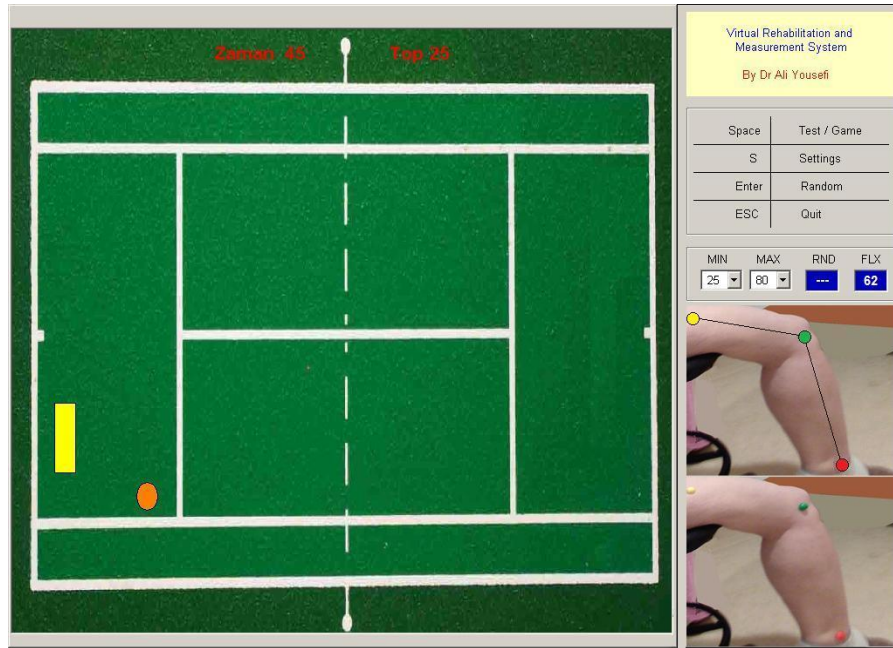 Zaman 45 Top 25
Virtual Rehabilitation and
Measurement System
By Dr Ali Yousefi
Space Test / Game
S Settings
Enter Random
ESC Quit
MIN MAX RND FLX
25 80 --- 62